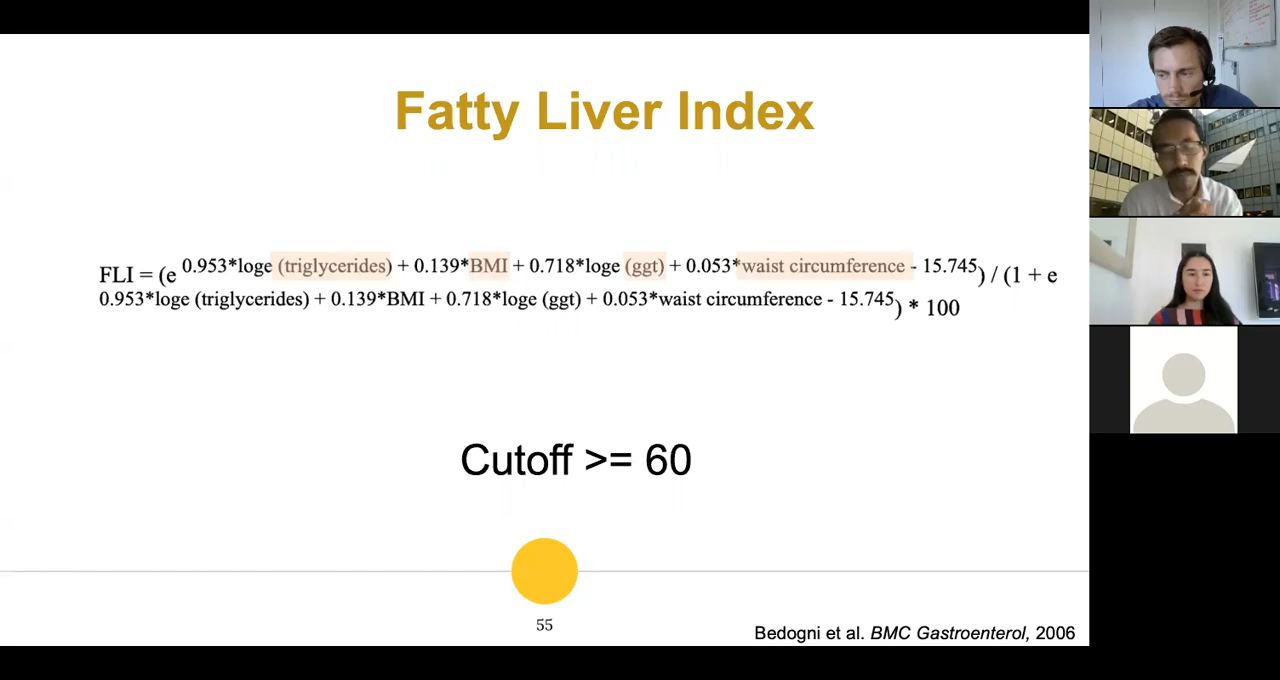 Fatty Liver Index
FLI = (e 0.953*loge (triglycerides) + 0.139*BMI + 0.718*loge (ggt) + 0.053*waist circumference - 15.745) / (1 + e
0.953*loge (triglycerides) + 0.139*BMI + 0.718*loge (ggt) + 0.053*waist circumference - 15.745) * 100
Cutoff >= 60
55
Bedogni et al. BMC Gastroenterol, 2006